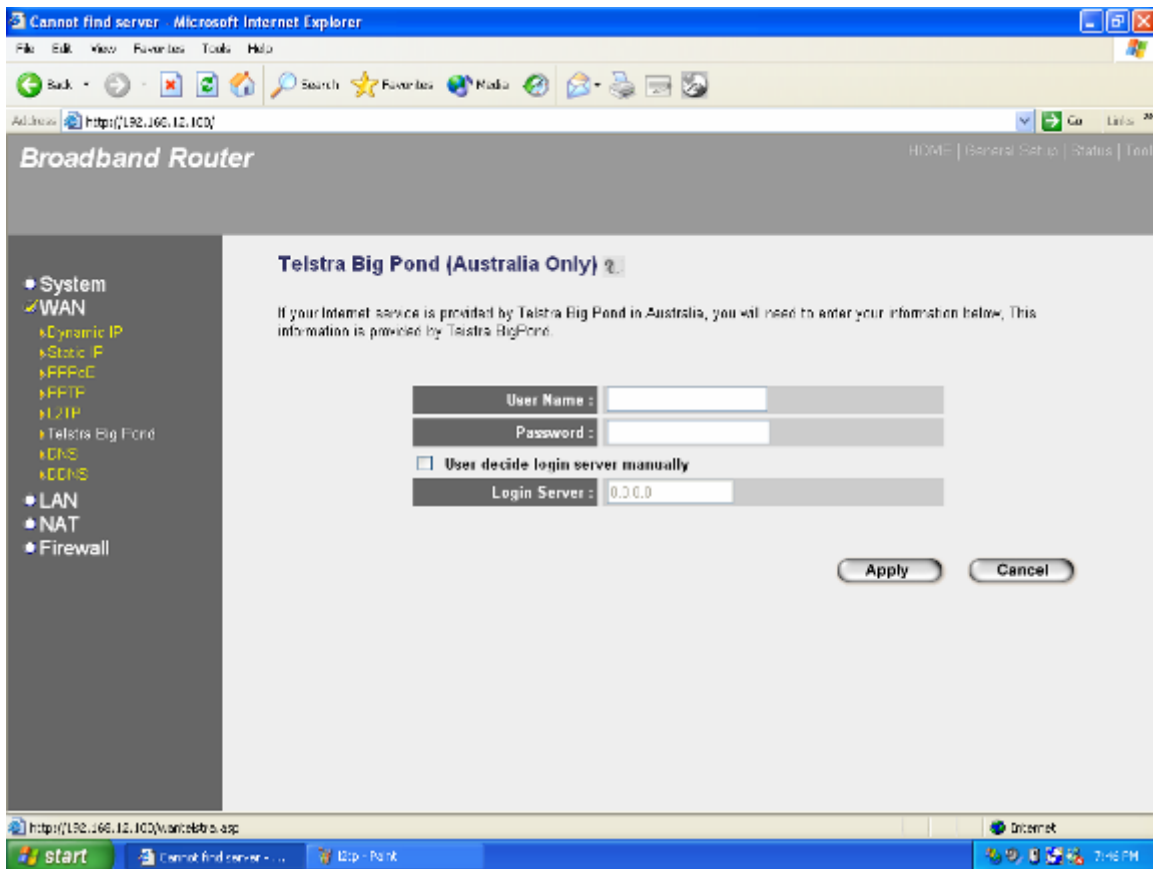 Cannot find server - Microsoft Internet Explorer
File Edit View Favorites Tools Help
Back Search Favorites Media
Address http://192.168.12.100/ Go Links »
Broadband Router
HOME | General Setup | Status | Tool
System
WAN
Dynamic IP
Static IP
PPPoE
PPTP
L2TP
Telstra Big Pond
DNS
DDNS
LAN
NAT
Firewall
Telstra Big Pond (Australia Only)
If your Internet service is provided by Telstra Big Pond in Australia, you will need to enter your information below, This
information is provided by Telstra BigPond.
User Name :
Password :
User decide login server manually
Login Server : 0.0.0.0
Apply Cancel
http://192.168.12.100/wantelstra.asp Internet
start Cannot find server - ... l2tp - Paint 7:46 PM